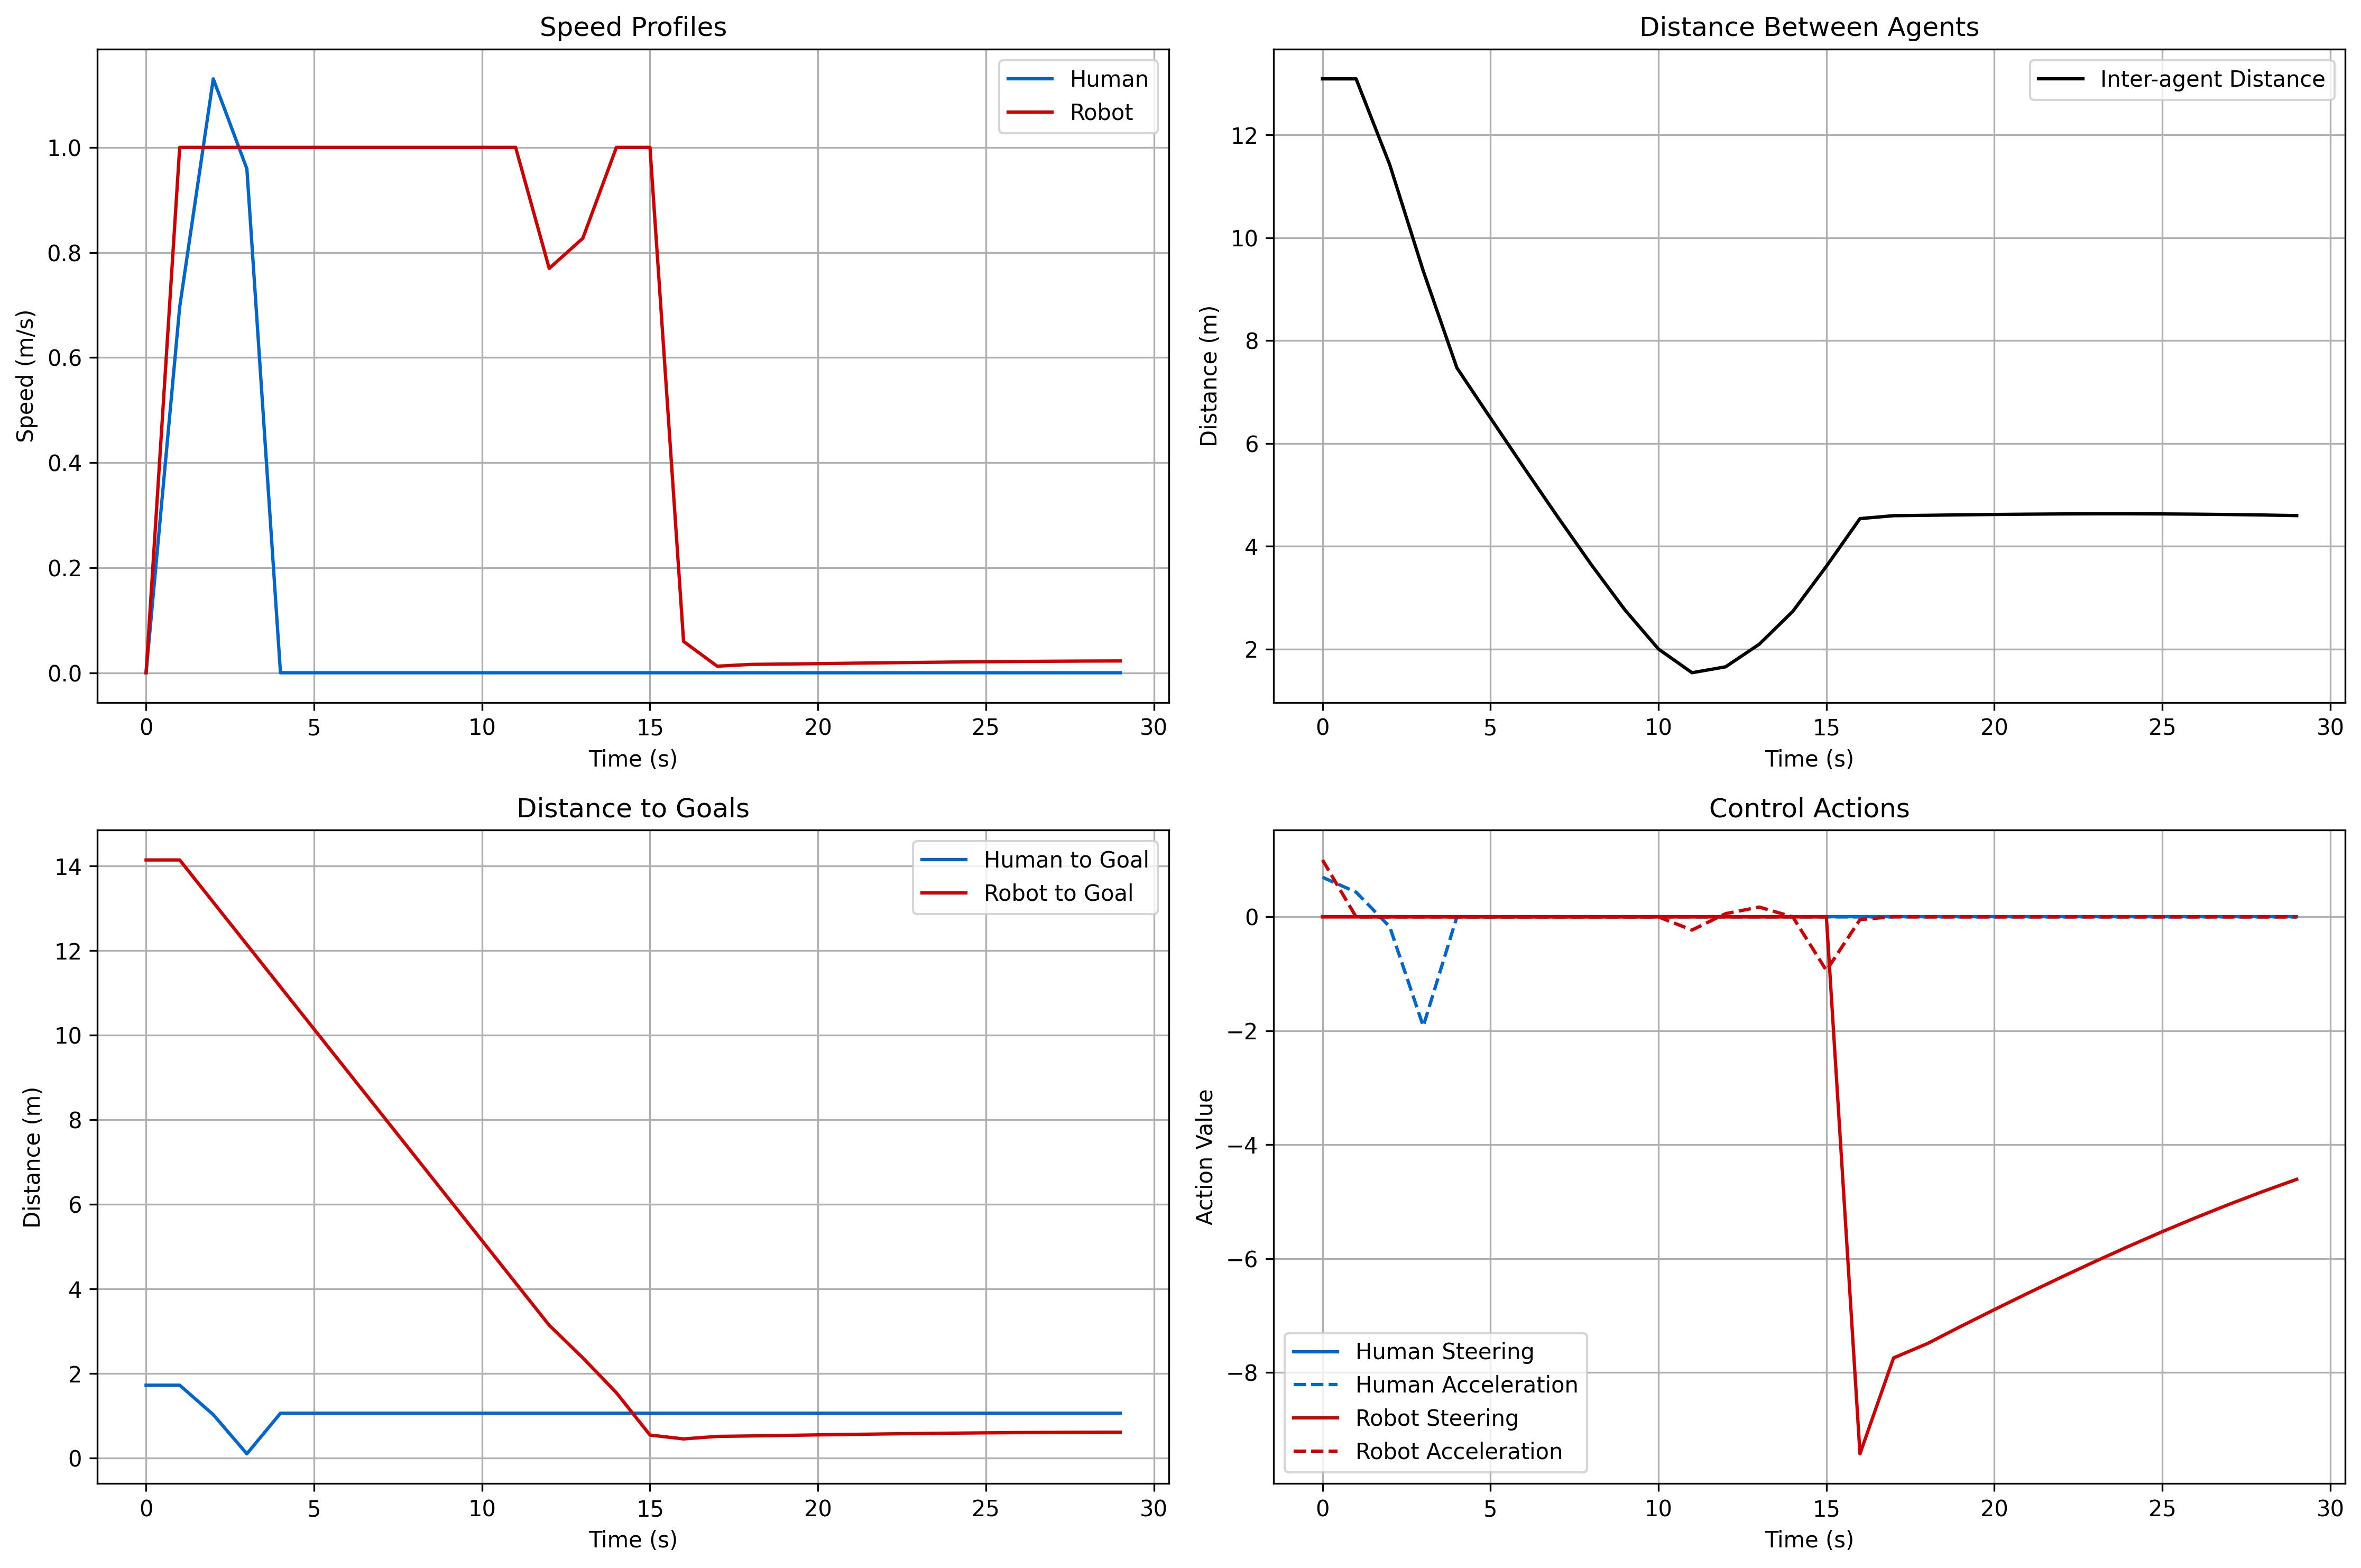 Speed Profiles
Human
Robot
1.0
0.8
0.6
0.4
0.2
0.0
Speed (m/s)
0 5 10 15 20 25 30
Time (s)
Distance Between Agents
Inter-agent Distance
12
10
8
6
4
2
Distance (m)
0 5 10 15 20 25 30
Time (s)
Distance to Goals
Human to Goal
Robot to Goal
14
12
10
8
6
4
2
0
Distance (m)
0 5 10 15 20 25 30
Time (s)
Control Actions
0
−2
−4
−6
−8
Action Value
Human Steering
Human Acceleration
Robot Steering
Robot Acceleration
0 5 10 15 20 25 30
Time (s)